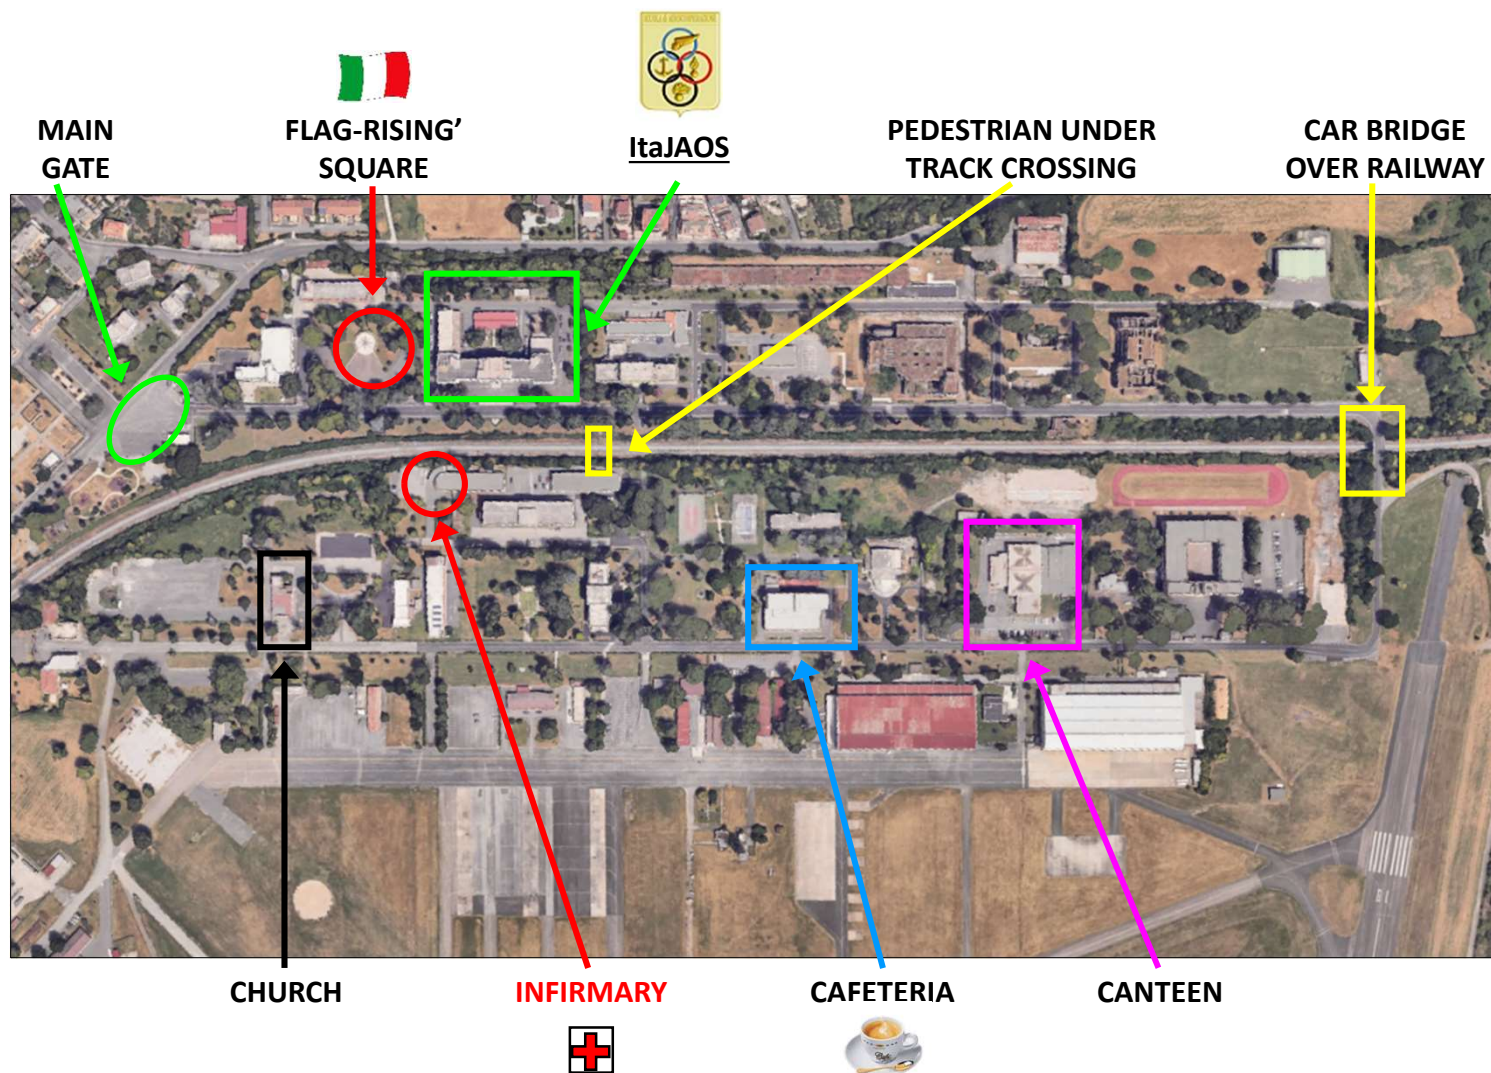 MAIN
GATE
FLAG-RISING'
SQUARE
ItaJAOS
PEDESTRIAN UNDER
TRACK CROSSING
CAR BRIDGE
OVER RAILWAY
CHURCH
INFIRMARY
CAFETERIA
CANTEEN